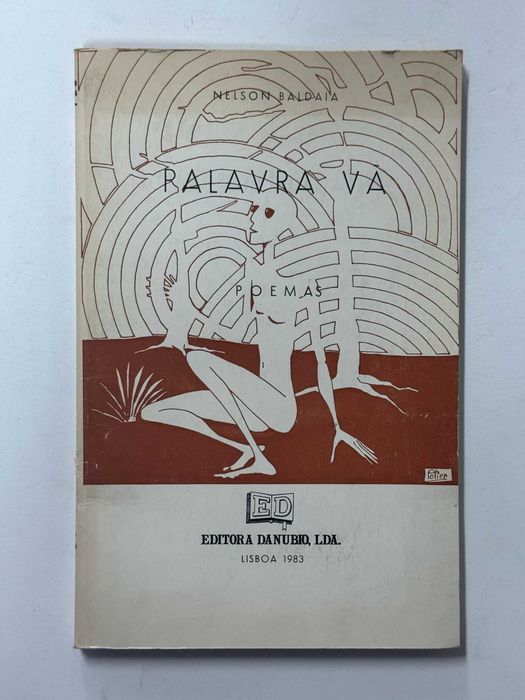 NELSON BALDAIA
PALAVRA VÃ
POEMAS
ED
EDITORA DANUBIO, LDA.
LISBOA 1983